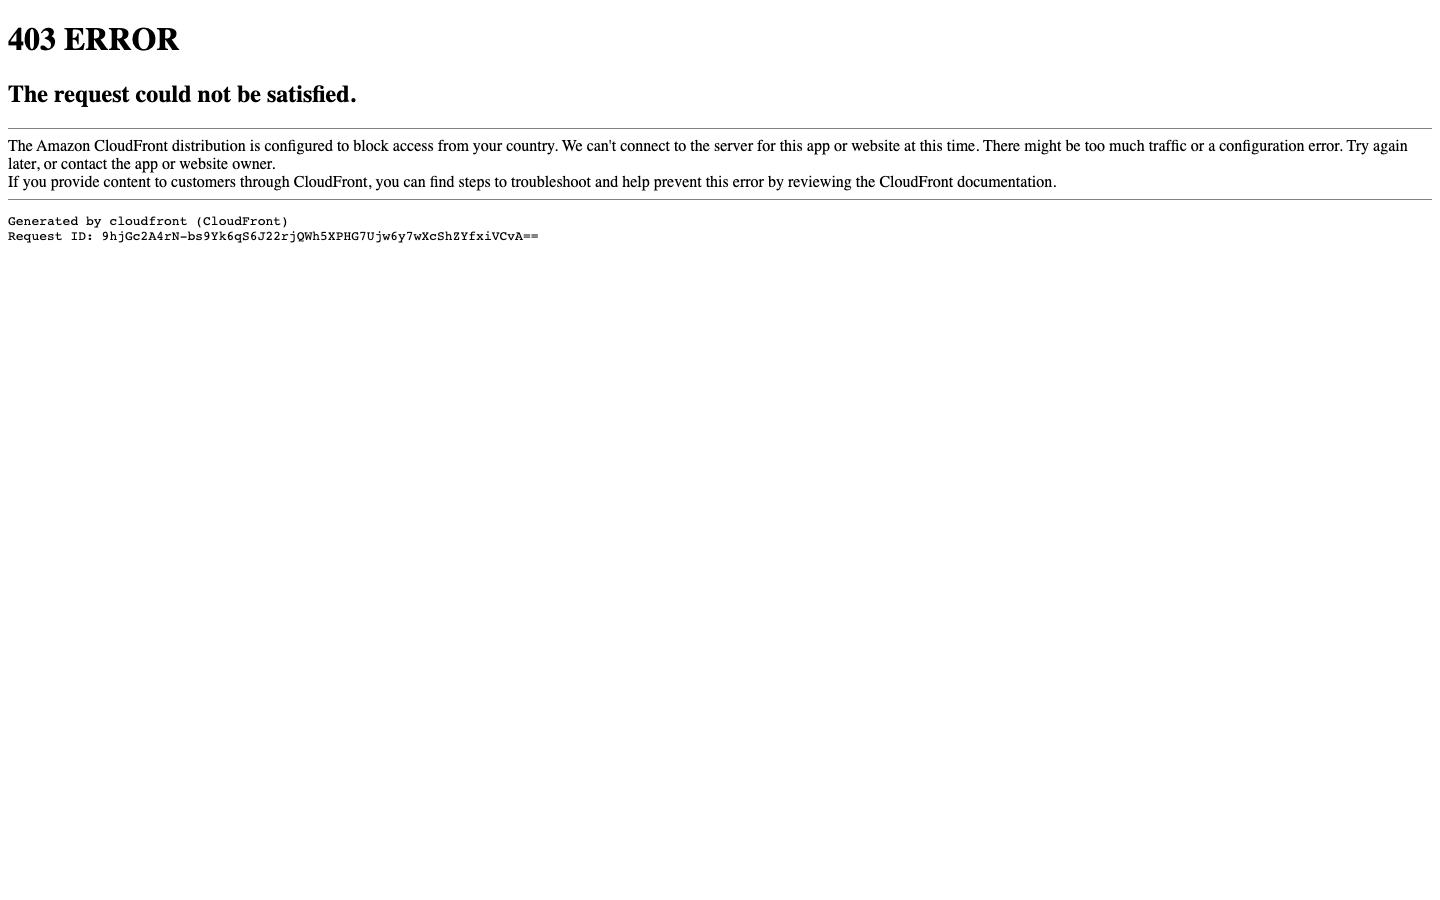 403 ERROR
The request could not be satisfied.
The Amazon CloudFront distribution is configured to block access from your country. We can't connect to the server for this app or website at this time. There might be too much traffic or a configuration error. Try again
later, or contact the app or website owner.
If you provide content to customers through CloudFront, you can find steps to troubleshoot and help prevent this error by reviewing the CloudFront documentation.
Generated by cloudfront (CloudFront)
Request ID: 9hjGc2A4rN-bs9Yk6qS6J22rjQWh5XPHG7Ujw6y7wXcShZYfxiVCvA==